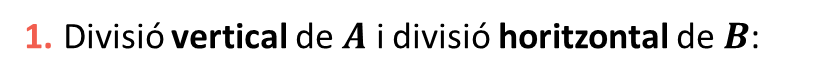 1. Divisió vertical de A i divisió horitzontal de B: